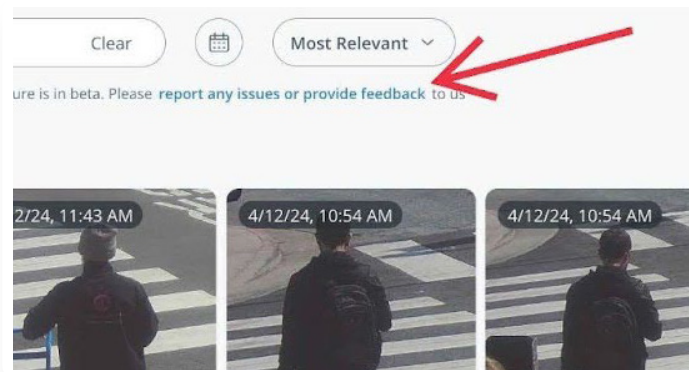 Clear
Most Relevant
ure is in beta. Please report any issues or provide feedback to us
2/24, 11:43 AM
4/12/24, 10:54 AM
4/12/24, 10:54 AM